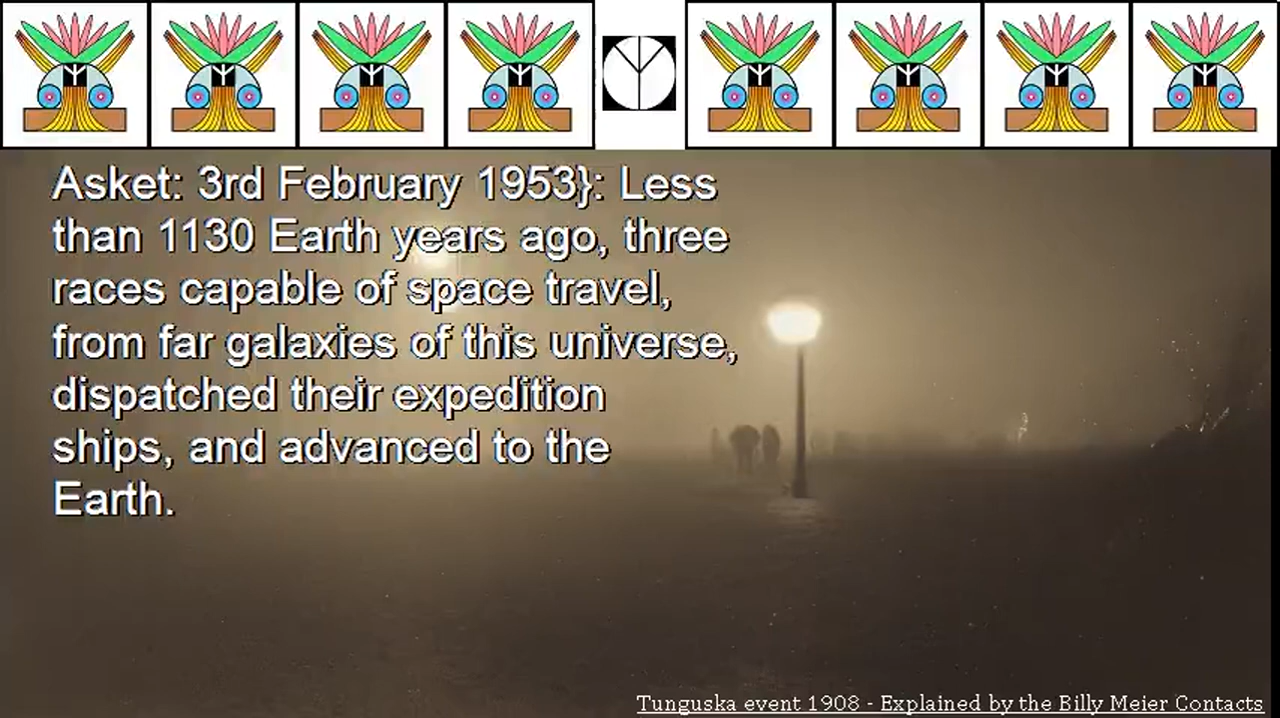 Asket: 3rd February 1953}: Less
than 1130 Earth years ago, three
races capable of space travel,
from far galaxies of this universe,
dispatched their expedition
ships, and advanced to the
Earth.
Tunguska event 1908 - Explained by the Billy Meier Contacts